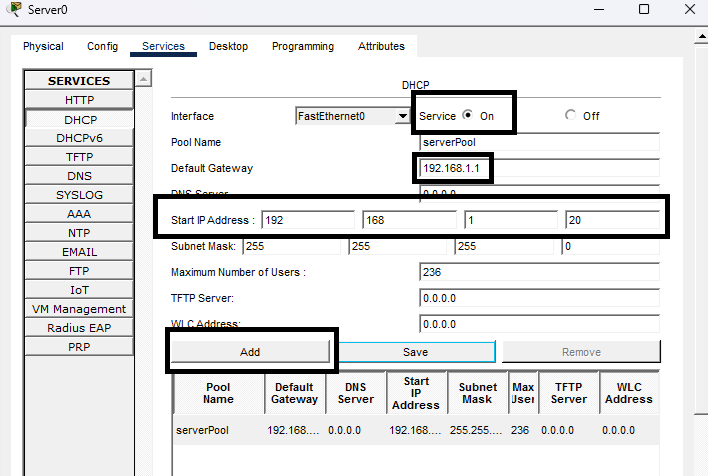 Server0
Physical Config Services Desktop Programming Attributes
SERVICES
HTTP
DHCP
DHCPv6
TFTP
DNS
SYSLOG
AAA
NTP
EMAIL
FTP
IoT
VM Management
Radius EAP
PRP
DHCP
Interface FastEthernet0 Service On Off
Pool Name serverPool
Default Gateway 192.168.1.1
DNS Server 0.0.0.0
Start IP Address : 192 168 1 20
Subnet Mask: 255 255 255 0
Maximum Number of Users : 236
TFTP Server: 0.0.0.0
WLC Address: 0.0.0.0
Add Save Remove
Pool Name Default Gateway DNS Server Start IP Address Subnet Mask Max User TFTP Server WLC Address
serverPool 192.168.... 0.0.0.0 192.168.... 255.255.... 236 0.0.0.0 0.0.0.0